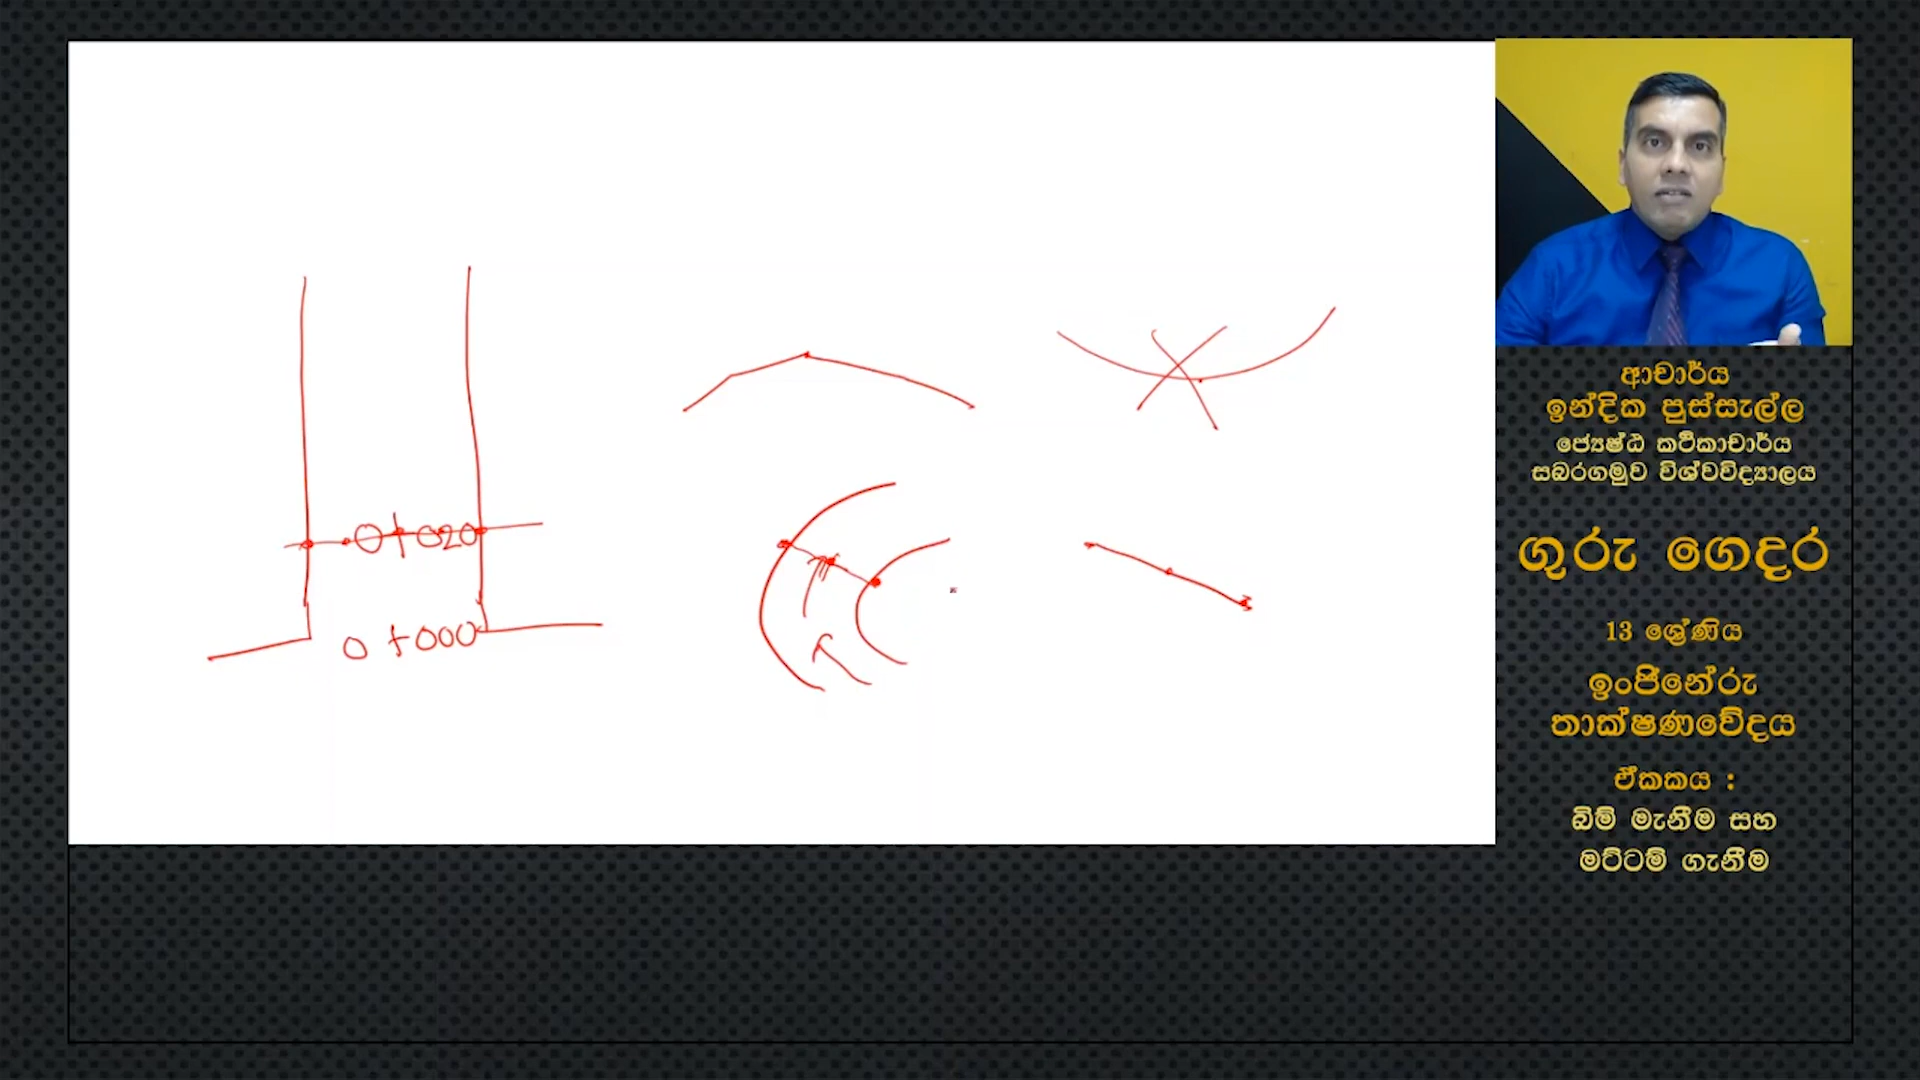 0+020
0+000
ආචාර්ය
ඉන්දික පුස්සැල්ල
ජ්‍යෙෂ්ඨ කථිකාචාර්ය
සබරගමුව විශ්වවිද්‍යාලය
ගුරු ගෙදර
13 ශ්‍රේණිය
ඉංජිනේරු
තාක්ෂණවේදය
ඒකකය :
බිම් මැනීම සහ
මට්ටම් ගැනීම